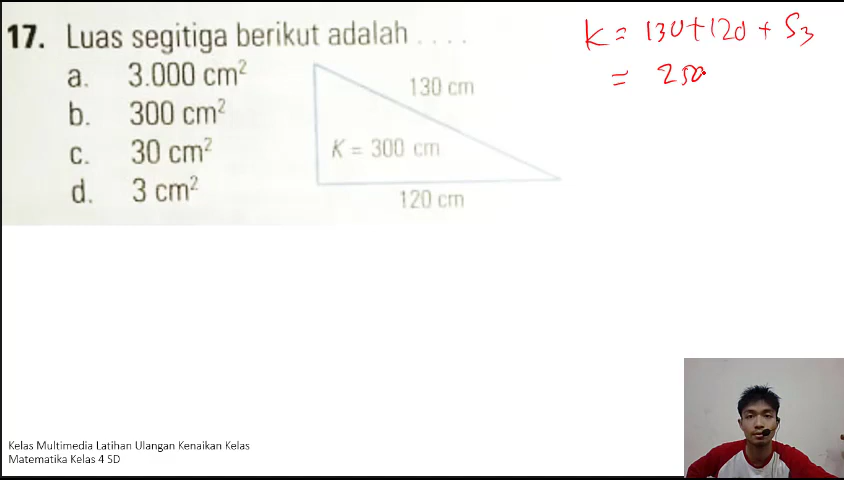 17. Luas segitiga berikut adalah . . . .
a. 3.000 cm²
b. 300 cm²
c. 30 cm²
d. 3 cm²
130 cm
K = 300 cm
120 cm
K = 130 + 120 + S3
= 250
Kelas Multimedia Latihan Ulangan Kenaikan Kelas
Matematika Kelas 4 SD